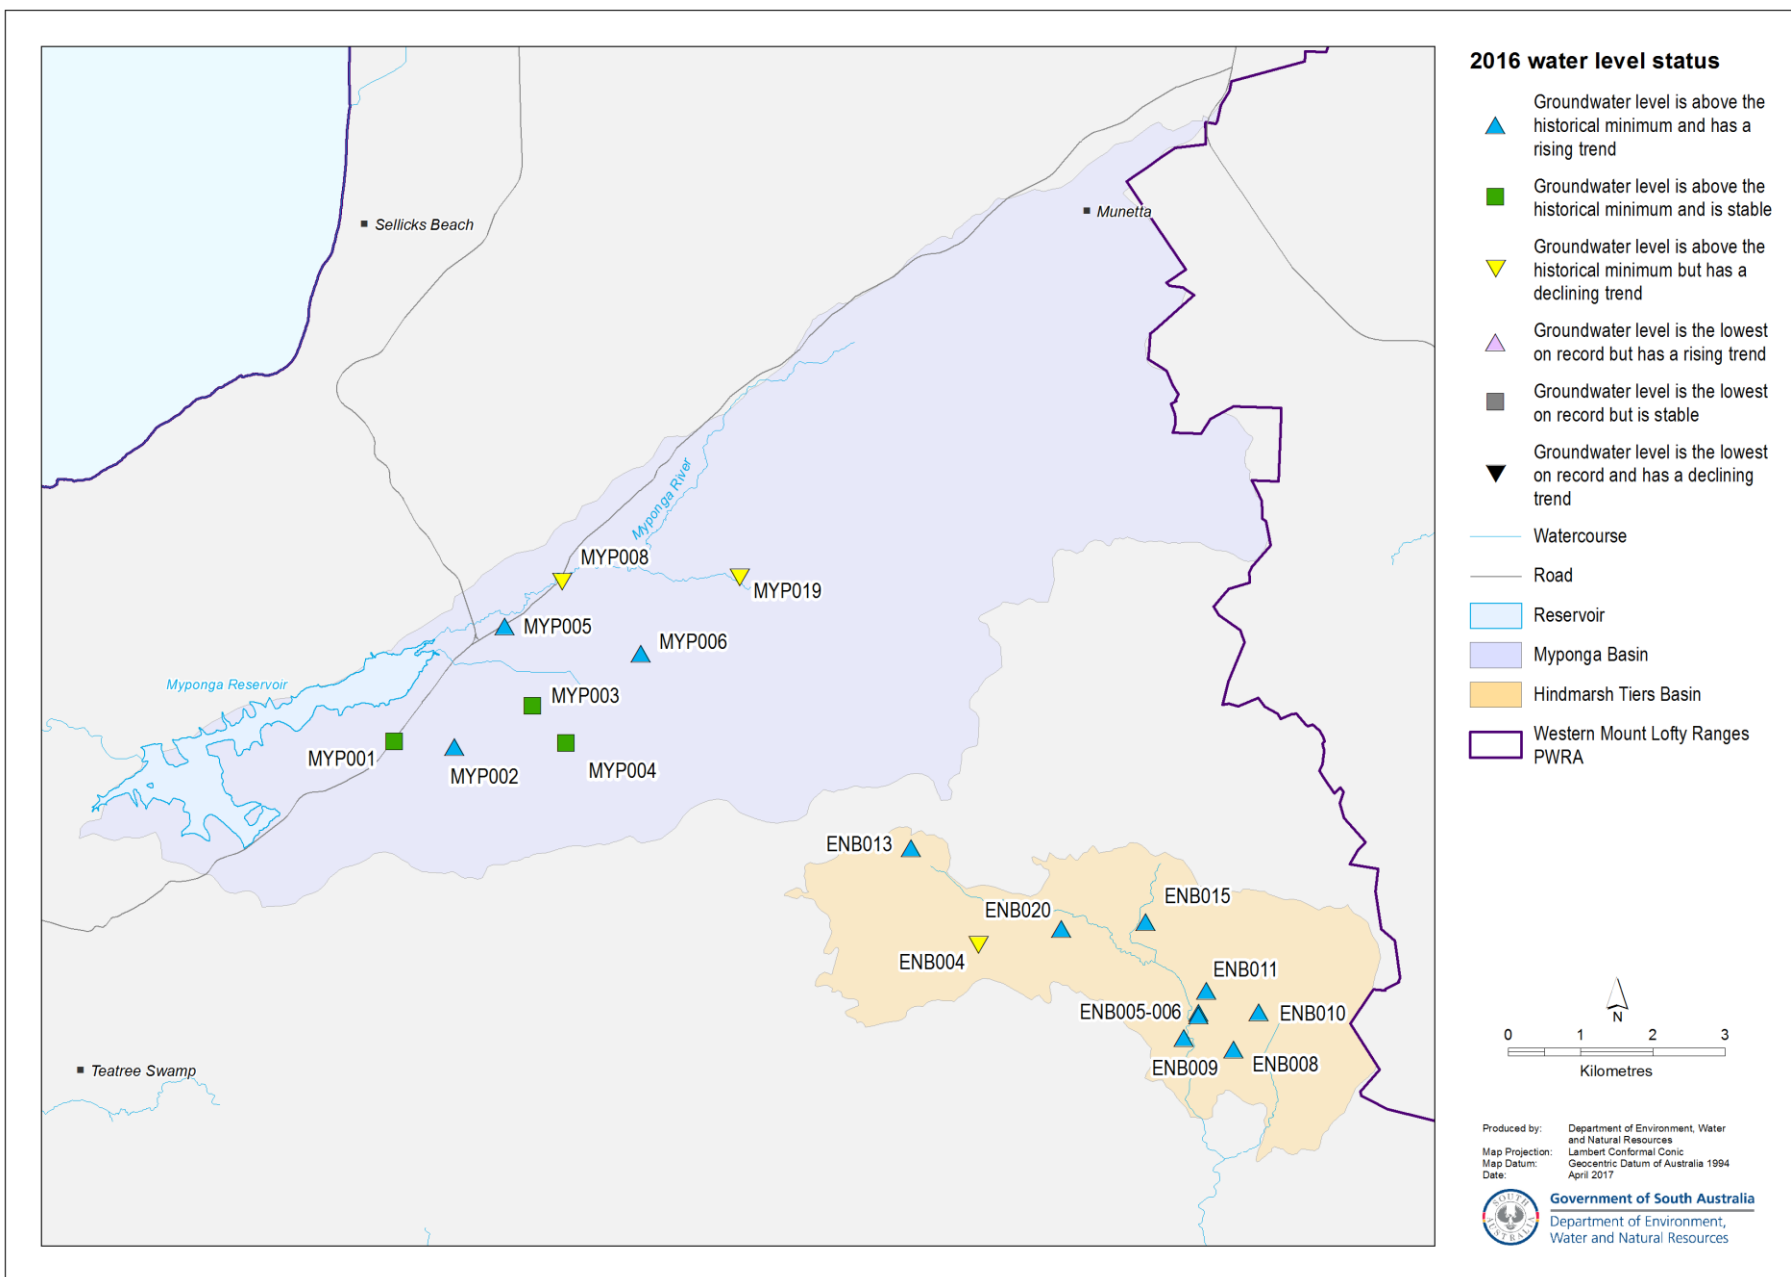 2016 water level status
Groundwater level is above the
historical minimum and has a
rising trend
Groundwater level is above the
historical minimum and is stable
Groundwater level is above the
historical minimum but has a
declining trend
Groundwater level is the lowest
on record but has a rising trend
Groundwater level is the lowest
on record but is stable
Groundwater level is the lowest
on record and has a declining
trend
Watercourse
Road
Reservoir
Myponga Basin
Hindmarsh Tiers Basin
Western Mount Lofty Ranges
PWRA
Sellicks Beach
Munetta
Myponga River
MYP008
MYP019
MYP005
MYP006
Myponga Reservoir
MYP003
MYP001
MYP002
MYP004
ENB013
ENB015
ENB020
ENB004
ENB011
ENB005-006
ENB010
ENB009
ENB008
Teatree Swamp
N
0 1 2 3
Kilometres
Produced by: Department of Environment, Water
and Natural Resources
Map Projection: Lambert Conformal Conic
Map Datum: Geocentric Datum of Australia 1994
Date: April 2017
SOUTH AUSTRALIA
Government of South Australia
Department of Environment,
Water and Natural Resources